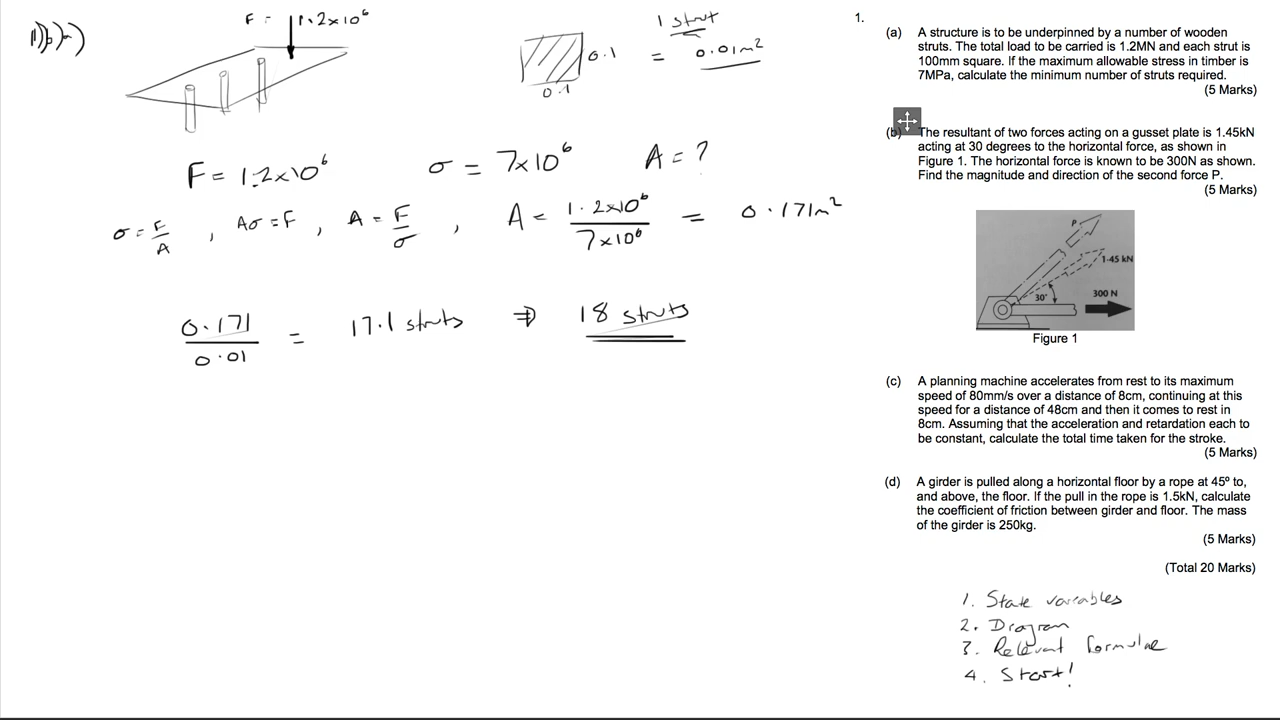 1)b)a)
F = 1.2x10⁶
1 strut
0.1
= 0.01m²
0.1
F = 1.2x10⁶
σ = 7x10⁶
A = ?
σ = F/A , Aσ = F , A = F/σ , A = 1.2x10⁶/7x10⁶ = 0.171m²
0.171/0.01 = 17.1 struts ⇒ 18 struts
1.
(a) A structure is to be underpinned by a number of wooden
struts. The total load to be carried is 1.2MN and each strut is
100mm square. If the maximum allowable stress in timber is
7MPa, calculate the minimum number of struts required.
(5 Marks)
(b) The resultant of two forces acting on a gusset plate is 1.45kN
acting at 30 degrees to the horizontal force, as shown in
Figure 1. The horizontal force is known to be 300N as shown.
Find the magnitude and direction of the second force P.
(5 Marks)
P
1·45 kN
30°
300 N
Figure 1
(c) A planning machine accelerates from rest to its maximum
speed of 80mm/s over a distance of 8cm, continuing at this
speed for a distance of 48cm and then it comes to rest in
8cm. Assuming that the acceleration and retardation each to
be constant, calculate the total time taken for the stroke.
(5 Marks)
(d) A girder is pulled along a horizontal floor by a rope at 45º to,
and above, the floor. If the pull in the rope is 1.5kN, calculate
the coefficient of friction between girder and floor. The mass
of the girder is 250kg.
(5 Marks)
(Total 20 Marks)
1. State variables
2. Diagram
3. Relevant formulae
4. Start!